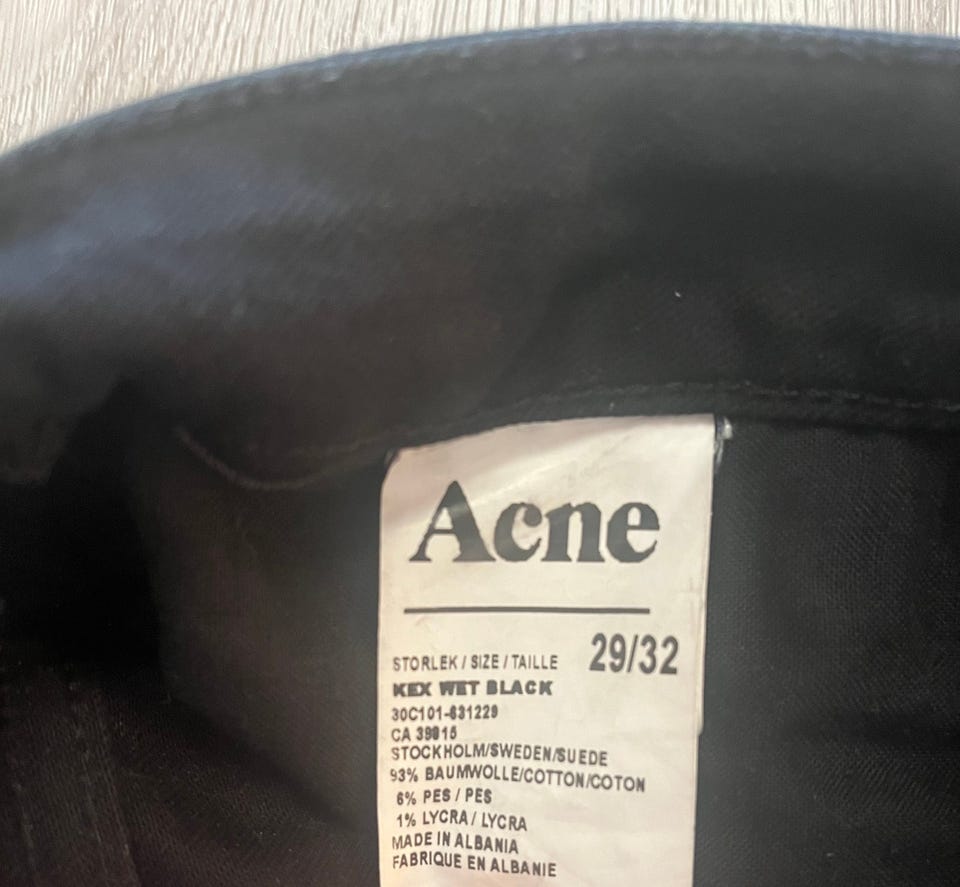 Acne
STORLEK / SIZE / TAILLE 29/32
KEX WET BLACK
30C101-631229
CA 39015
STOCKHOLM/SWEDEN/SUEDE
93% BAUMWOLLE/COTTON/COTON
6% PES / PES
1% LYCRA / LYCRA
MADE IN ALBANIA
FABRIQUE EN ALBANIE